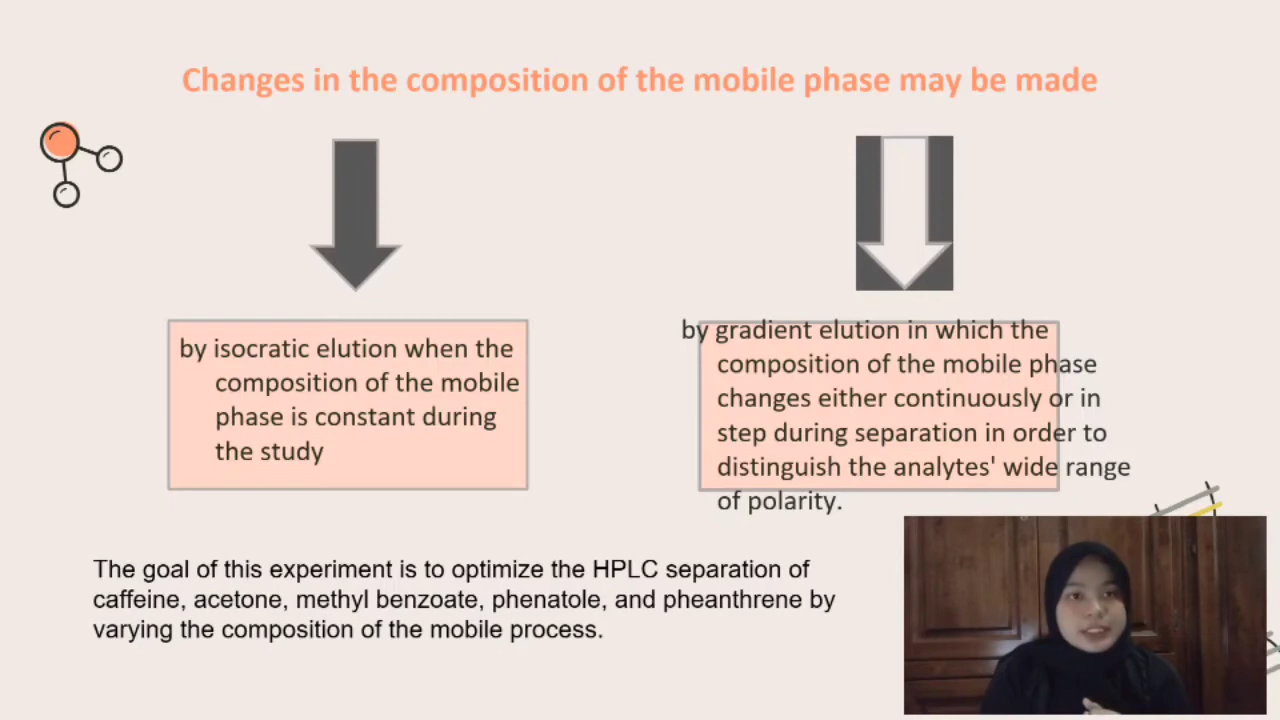 Changes in the composition of the mobile phase may be made
by isocratic elution when the
composition of the mobile
phase is constant during
the study
by gradient elution in which the
composition of the mobile phase
changes either continuously or in
step during separation in order to
distinguish the analytes' wide range
of polarity.
The goal of this experiment is to optimize the HPLC separation of
caffeine, acetone, methyl benzoate, phenatole, and pheanthrene by
varying the composition of the mobile process.